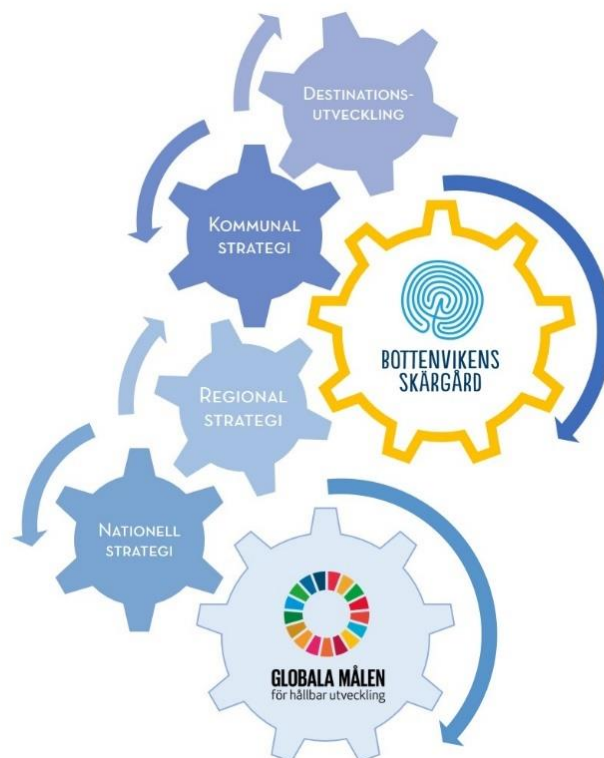 DESTINATIONS-
UTVECKLING
KOMMUNAL
STRATEGI
BOTTENVIKENS
SKÄRGÅRD
REGIONAL
STRATEGI
NATIONELL
STRATEGI
GLOBALA MÅLEN
för hållbar utveckling